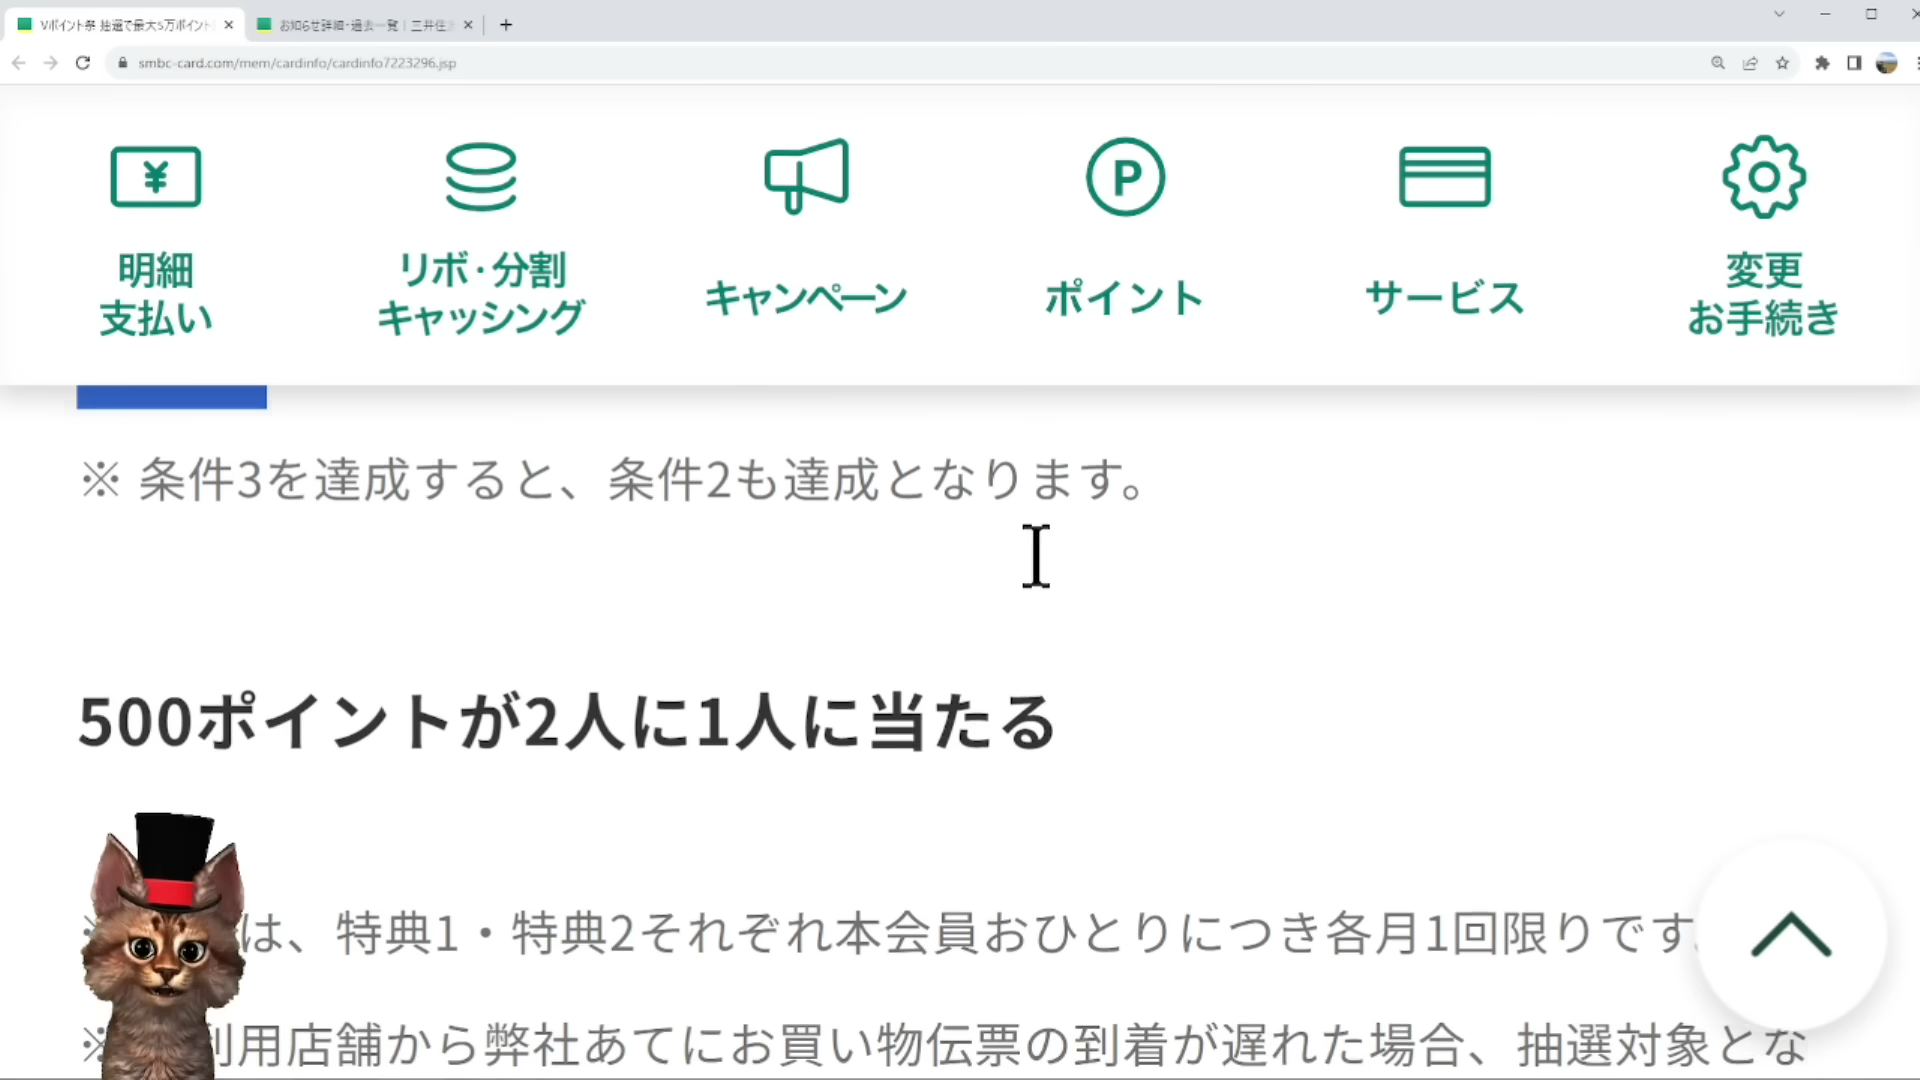 Vポイント祭 抽選で最大5万ポイント
お知らせ詳細・過去一覧｜三井住
smbc-card.com/mem/cardinfo/cardinfo7223296.jsp
明細
支払い
リボ·分割
キャッシング
キャンペーン
P
ポイント
サービス
変更
お手続き
※ 条件3を達成すると、条件2も達成となります。
500ポイントが2人に1人に当たる
は、特典1・特典2それぞれ本会員おひとりにつき各月1回限りです
利用店舗から弊社あてにお買い物伝票の到着が遅れた場合、抽選対象とな